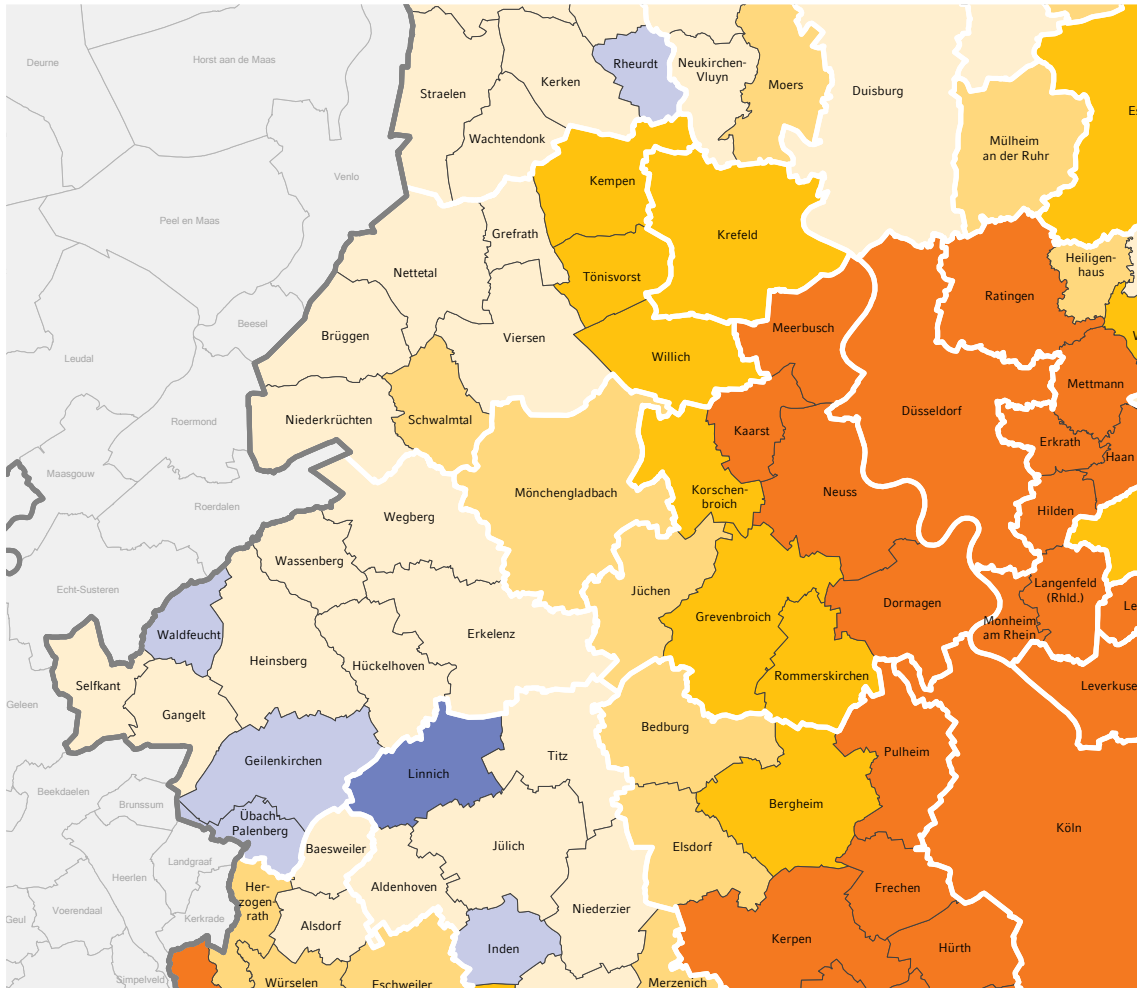 Deurne
Horst aan de Maas
Rheurdt
Neukirchen-
Vluyn
Kerken
Moers
Duisburg
Straelen
Wachtendonk
Mülheim
an der Ruhr
Venlo
Kempen
Peel en Maas
Grefrath
Krefeld
Nettetal
Tönisvorst
Heiligen-
haus
Ratingen
Beesel
Brüggen
Viersen
Meerbusch
Leudal
Willich
Mettmann
Roermond
Niederkrüchten
Schwalmtal
Kaarst
Düsseldorf
Erkrath
Haan
Maasgouw
Mönchengladbach
Korschen-
broich
Neuss
Roerdalen
Wegberg
Hilden
Wassenberg
Echt-Susteren
Jüchen
Langenfeld
(Rhld.)
Dormagen
Grevenbroich
Le
Monheim
am Rhein
Waldfeucht
Erkelenz
Heinsberg
Hückelhoven
Rommerskirchen
Selfkant
Leverkuse
Geleen
Gangelt
Bedburg
Geilenkirchen
Linnich
Titz
Pulheim
Beekdaelen
Brunssum
Bergheim
Übach-
Palenberg
Köln
Baesweiler
Jülich
Elsdorf
Landgraaf
Heerlen
Aldenhoven
Her-
zogen-
rath
Frechen
Voerendaal
Geul
Kerkrade
Alsdorf
Niederzier
Kerpen
Inden
Hürth
Simpelveld
Würselen
Eschweiler
Merzenich